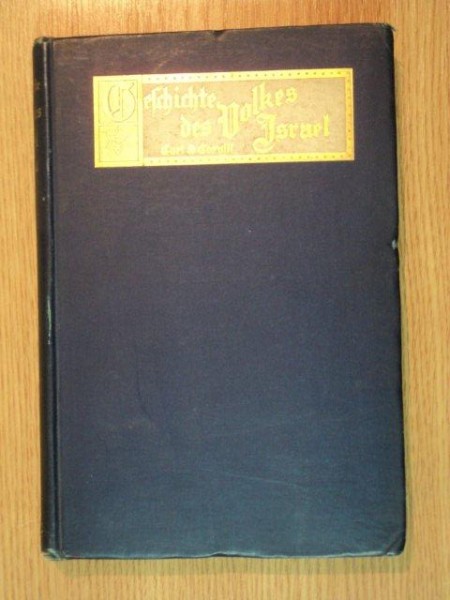 Geschichte
des Volkes
Israel